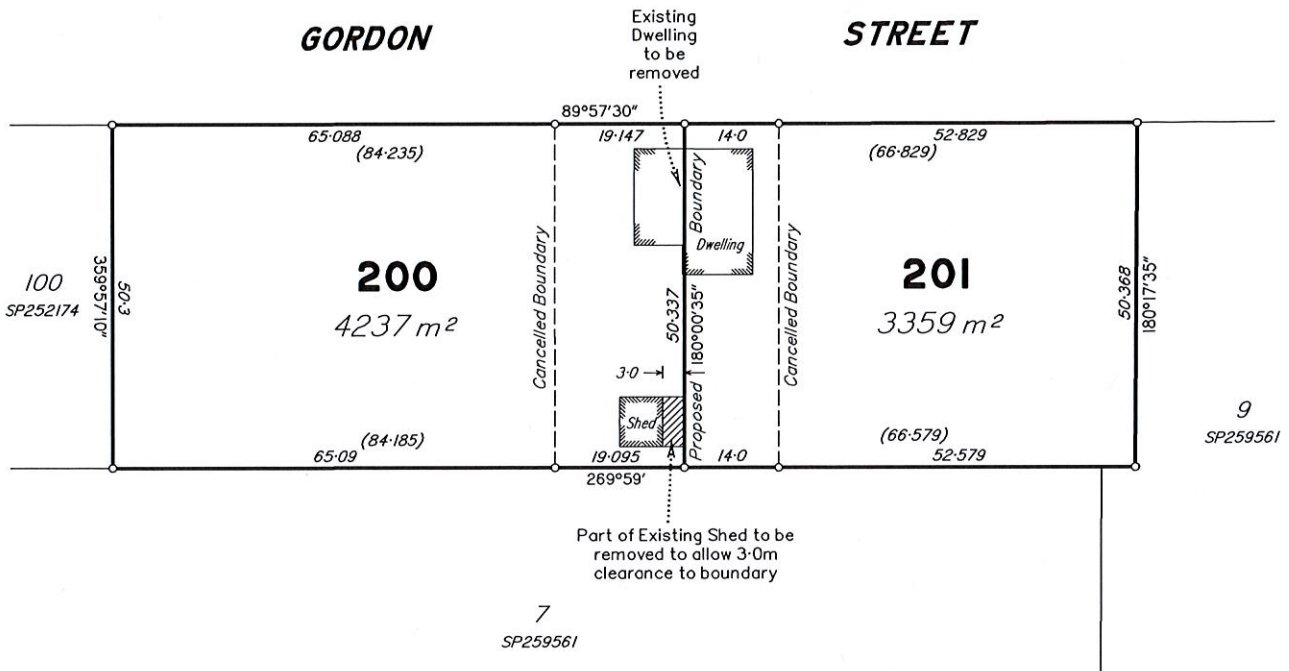 GORDON STREET
Existing
Dwelling
to be
removed
89°57'30"
65·088
(84·235)
19·147
14·0
52·829
(66·829)
Cancelled Boundary
Boundary
Dwelling
Cancelled Boundary
100
SP252174
359°57'10"
50·3
200
4237 m²
50·337
180°00'35"
201
3359 m²
50·368
180°17'35"
3·0
Shed
Proposed
9
SP259561
(84·185)
65·09
19·095
14·0
(66·579)
52·579
269°59'
Part of Existing Shed to be
removed to allow 3·0m
clearance to boundary
7
SP259561